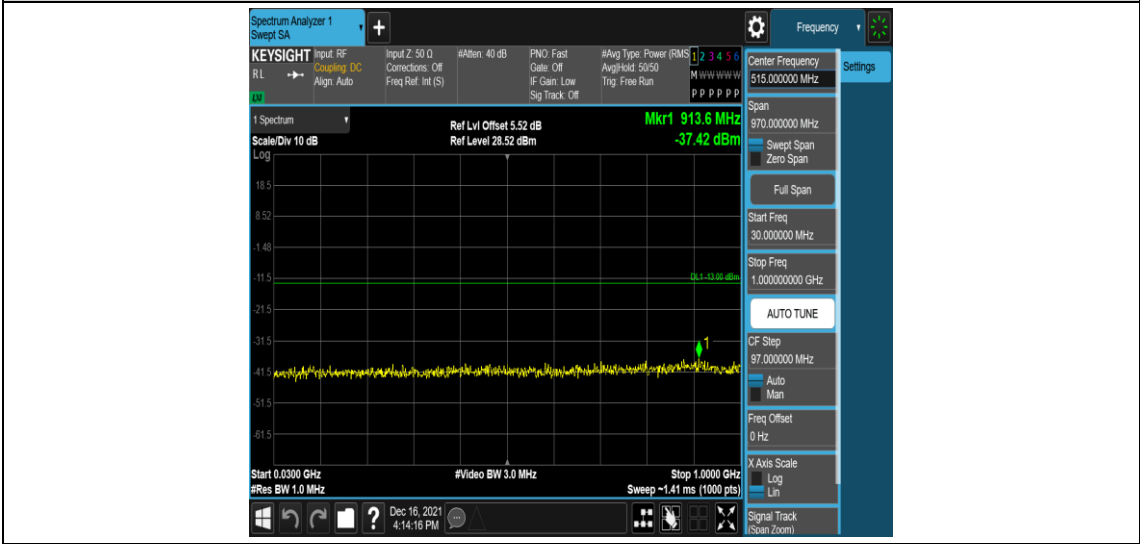 Spectrum Analyzer 1
Swept SA
Frequency
KEYSIGHT
RL
LW
Input: RF
Coupling: DC
Align: Auto
Input Z: 50 Ω
Corrections: Off
Freq Ref: Int (S)
#Atten: 40 dB
PNO: Fast
Gate: Off
IF Gain: Low
Sig Track: Off
#Avg Type: Power (RMS
Avg|Hold: 50/50
Trig: Free Run
1 2 3 4 5 6
M W W W W W
P P P P P P
1 Spectrum
Scale/Div 10 dB
Log
Ref Lvl Offset 5.52 dB
Ref Level 28.52 dBm
Mkr1 913.6 MHz
-37.42 dBm
18.5
8.52
-1.48
-11.5
-21.5
-31.5
-41.5
-51.5
-61.5
DL1 -13.00 dBm
1
Start 0.0300 GHz
#Res BW 1.0 MHz
#Video BW 3.0 MHz
Stop 1.0000 GHz
Sweep ~1.41 ms (1000 pts)
?
Dec 16, 2021
4:14:16 PM
Center Frequency
515.000000 MHz
Settings
Span
970.000000 MHz
Swept Span
Zero Span
Full Span
Start Freq
30.000000 MHz
Stop Freq
1.000000000 GHz
AUTO TUNE
CF Step
97.000000 MHz
Auto
Man
Freq Offset
0 Hz
X Axis Scale
Log
Lin
Signal Track
(Span Zoom)